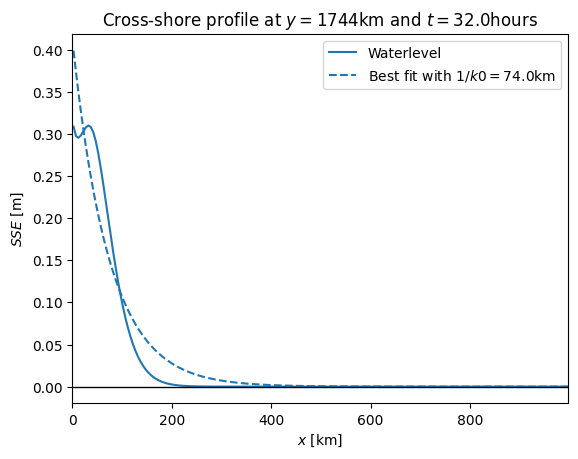 Cross-shore profile at y = 1744km and t = 32.0hours
Waterlevel
Best fit with 1/k0 = 74.0km
0.40
0.35
0.30
0.25
0.20
0.15
0.10
0.05
0.00
SSE [m]
0 200 400 600 800
x [km]